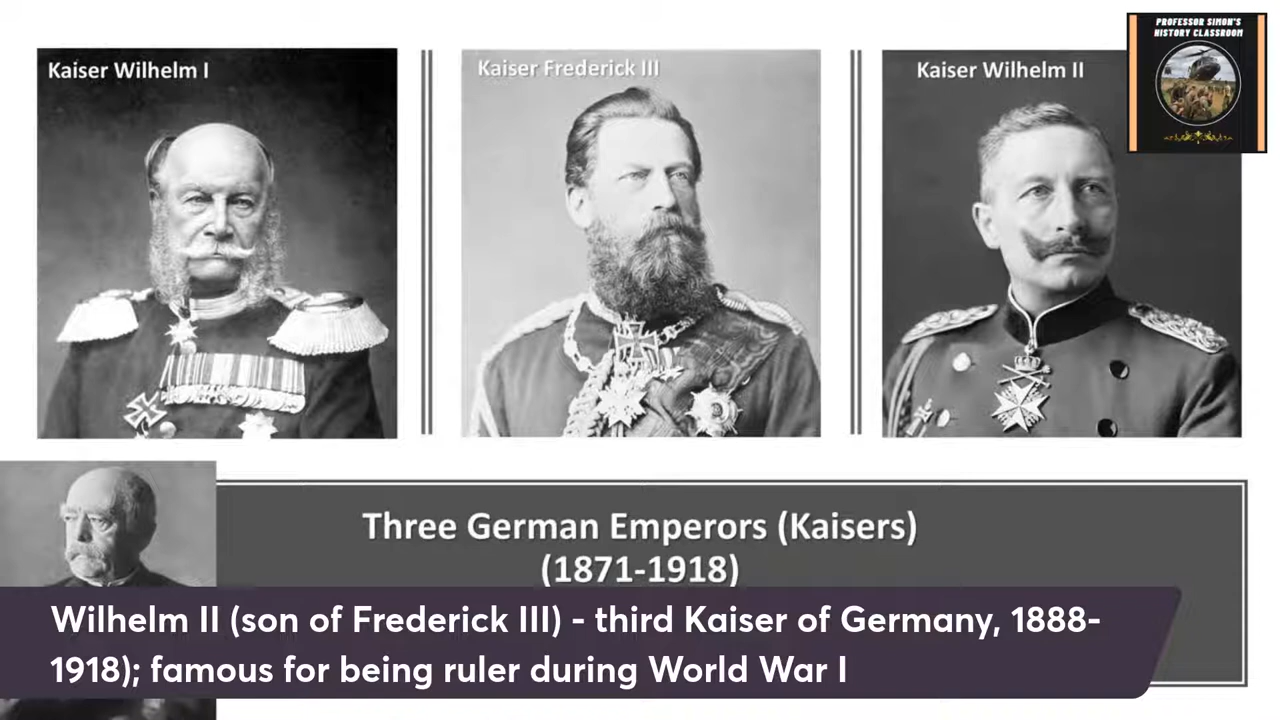 PROFESSOR SIMON'S
HISTORY CLASSROOM
Kaiser Wilhelm I
Kaiser Frederick III
Kaiser Wilhelm II
Three German Emperors (Kaisers)
(1871-1918)
Wilhelm II (son of Frederick III) - third Kaiser of Germany, 1888-
1918); famous for being ruler during World War I